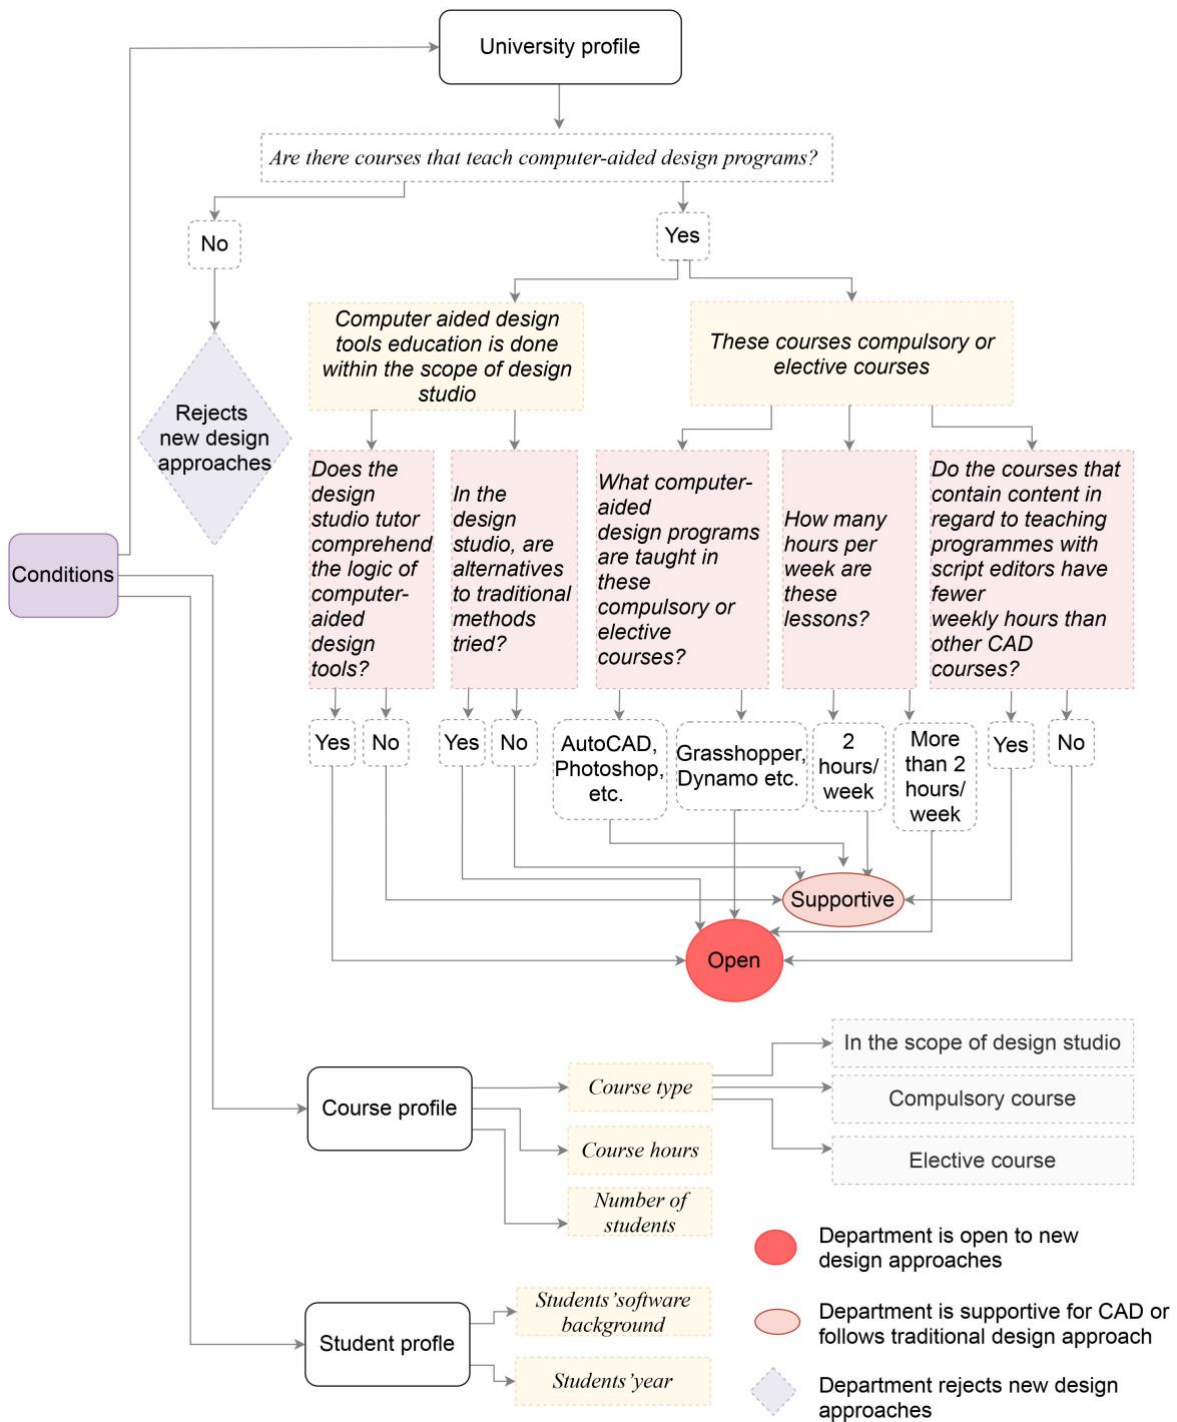 University profile
Are there courses that teach computer-aided design programs?
No
Yes
Rejects
new design
approaches
Computer aided design
tools education is done
within the scope of design
studio
These courses compulsory or
elective courses
Does the
design
studio tutor
comprehend
the logic of
computer-
aided
design
tools?
In the
design
studio, are
alternatives
to traditional
methods
tried?
What computer-
aided
design programs
are taught in
these
compulsory or
elective
courses?
How many
hours per
week are
these
lessons?
Do the courses that
contain content in
regard to teaching
programmes with
script editors have
fewer
weekly hours than
other CAD
courses?
Conditions
Yes
No
Yes
No
AutoCAD,
Photoshop,
etc.
Grasshopper,
Dynamo etc.
2
hours/
week
More
than 2
hours/
week
Yes
No
Supportive
Open
Course profile
Course type
Course hours
Number of
students
In the scope of design studio
Compulsory course
Elective course
Student profle
Students'software
background
Students'year
Department is open to new
design approaches
Department is supportive for CAD or
follows traditional design approach
Department rejects new design
approaches